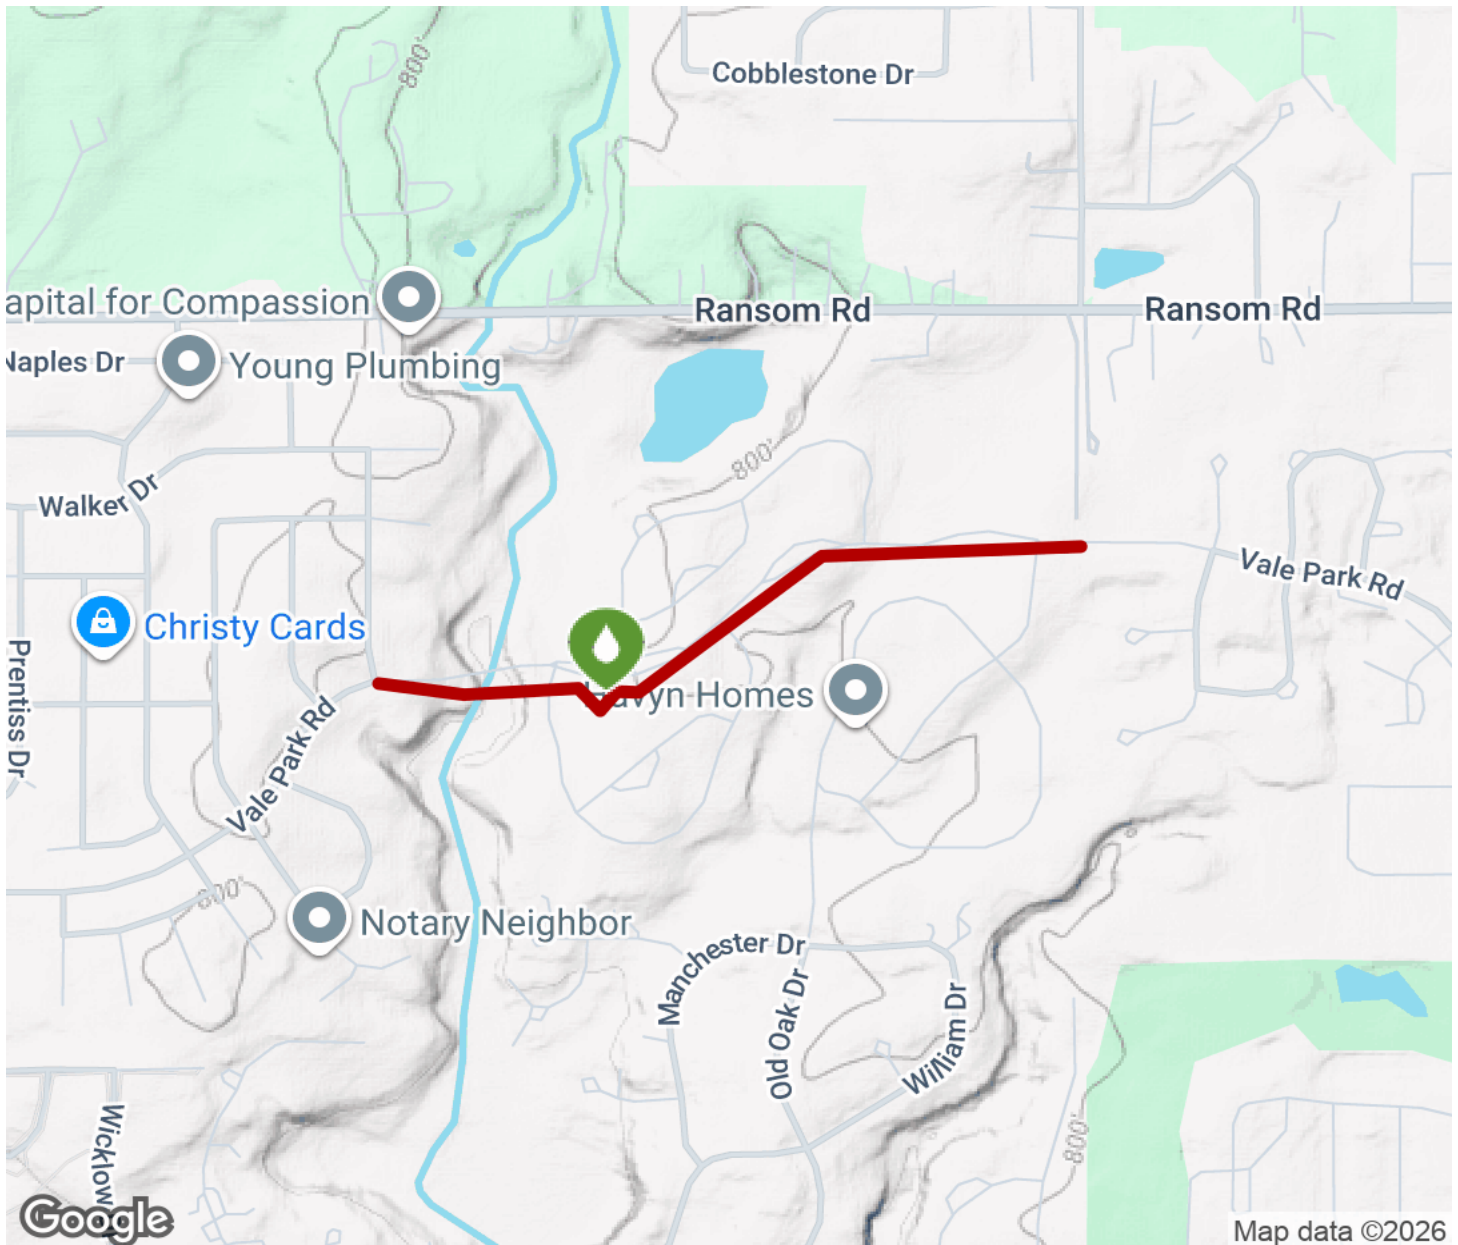 800'
Cobblestone Dr
apital for Compassion
Ransom Rd
Ransom Rd
Naples Dr
Young Plumbing
800'
Walker Dr
Vale Park Rd
Christy Cards
Prentiss Dr
Homes
Vale Park Rd
800'
Notary Neighbor
Manchester Dr
Old Oak Dr
William Dr
800'
Wicklow
Google
Map data ©2026